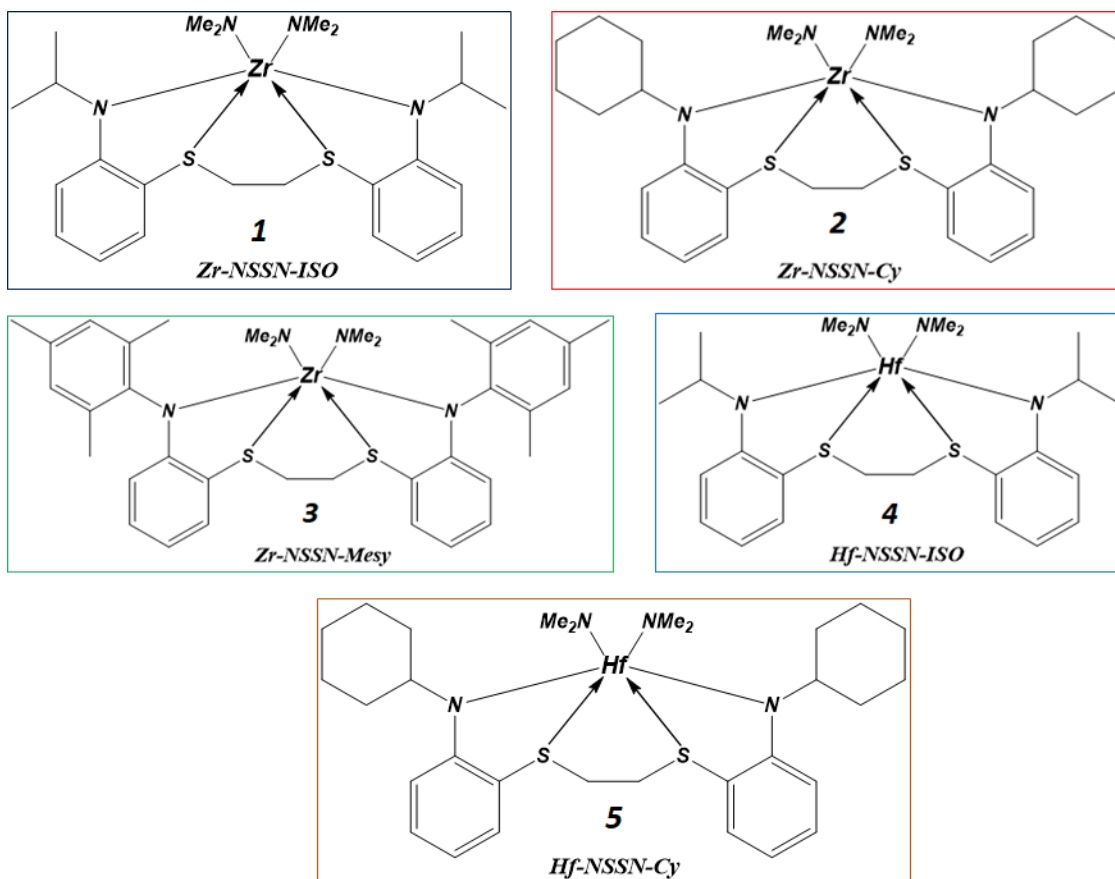 Me₂N NMe₂
Zr
N N
S S
1
Zr-NSSN-ISO
Me₂N NMe₂
Zr
N N
S S
2
Zr-NSSN-Cy
Me₂N NMe₂
Zr
N N
S S
3
Zr-NSSN-Mesy
Me₂N NMe₂
Hf
N N
S S
4
Hf-NSSN-ISO
Me₂N NMe₂
Hf
N N
S S
5
Hf-NSSN-Cy